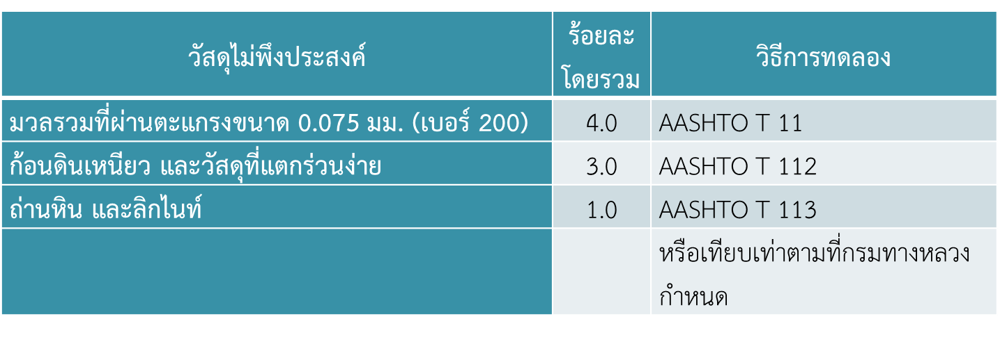 วัสดุไม่พึงประสงค์
ร้อยละ
โดยรวม
วิธีการทดลอง
มวลรวมที่ผ่านตะแกรงขนาด 0.075 มม. (เบอร์ 200)
4.0
AASHTO T 11
ก้อนดินเหนียว และวัสดุที่แตกร่วนง่าย
3.0
AASHTO T 112
ถ่านหิน และลิกไนท์
1.0
AASHTO T 113
หรือเทียบเท่าตามที่กรมทางหลวง
กำหนด